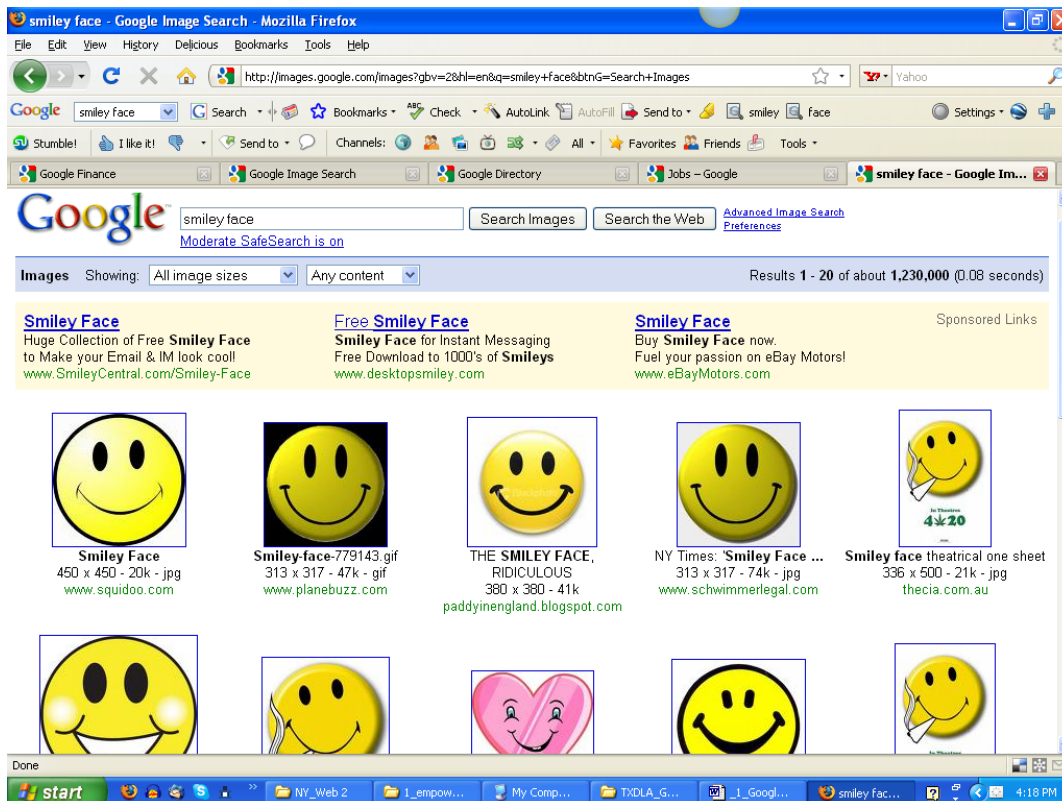 smiley face - Google Image Search - Mozilla Firefox
File Edit View History Delicious Bookmarks Tools Help
http://images.google.com/images?gbv=2&hl=en&q=smiley+face&btnG=Search+Images Yahoo
Google smiley face Search Bookmarks Check AutoLink AutoFill Send to smiley face Settings
Stumble! I like it! Send to Channels: All Favorites Friends Tools
Google Finance Google Image Search Google Directory Jobs – Google smiley face - Google Im...
Google smiley face Search Images Search the Web Advanced Image Search
Preferences
Moderate SafeSearch is on
Images Showing: All image sizes Any content Results 1 - 20 of about 1,230,000 (0.08 seconds)
Smiley Face Free Smiley Face Smiley Face Sponsored Links
Huge Collection of Free Smiley Face Smiley Face for Instant Messaging Buy Smiley Face now.
to Make your Email & IM look cool! Free Download to 1000's of Smileys Fuel your passion on eBay Motors!
www.SmileyCentral.com/Smiley-Face www.desktopsmiley.com www.eBayMotors.com
In Theatres
4 20
Smiley Face Smiley-face-779143.gif THE SMILEY FACE, NY Times: 'Smiley Face ... Smiley face theatrical one sheet
450 x 450 - 20k - jpg 313 x 317 - 47k - gif RIDICULOUS 313 x 317 - 74k - jpg 336 x 500 - 21k - jpg
www.squidoo.com www.planebuzz.com 380 x 380 - 41k www.schwimmerlegal.com thecia.com.au
paddyinengland.blogspot.com
Done
start NY_Web 2 1_empow... My Comp... TXDLA_G... _1_Googl... smiley fac... 4:18 PM